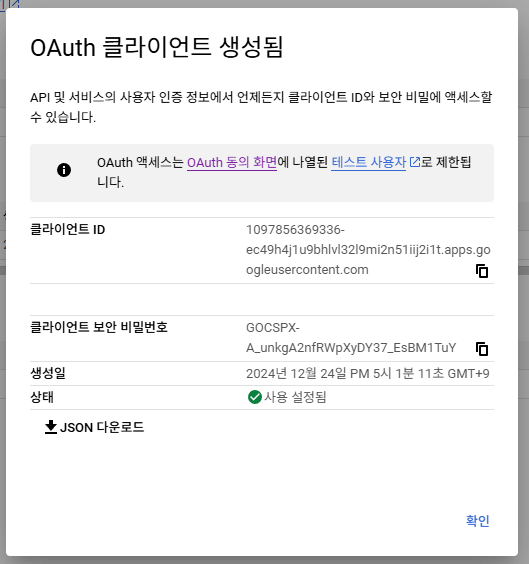 OAuth 클라이언트 생성됨
API 및 서비스의 사용자 인증 정보에서 언제든지 클라이언트 ID와 보안 비밀에 액세스할
수 있습니다.
OAuth 액세스는 OAuth 동의 화면에 나열된 테스트 사용자로 제한됩
니다.
클라이언트 ID
1097856369336-
ec49h4j1u9bhlvl32l9mi2n51iij2i1t.apps.go
ogleusercontent.com
클라이언트 보안 비밀번호
GOCSPX-
A_unkgA2nfRWpXyDY37_EsBM1TuY
생성일
2024년 12월 24일 PM 5시 1분 11초 GMT+9
상태
사용 설정됨
JSON 다운로드
확인